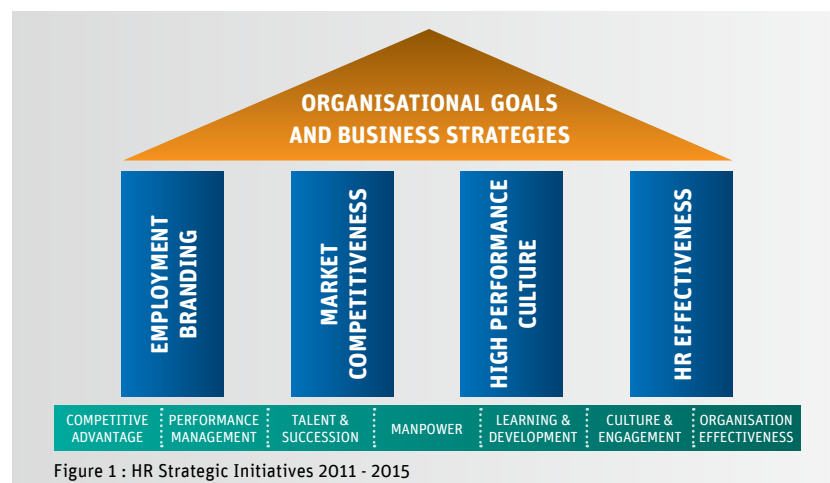 ORGANISATIONAL GOALS
AND BUSINESS STRATEGIES
EMPLOYMENT
BRANDING
MARKET
COMPETITIVENESS
HIGH PERFORMANCE
CULTURE
HR EFFECTIVENESS
COMPETITIVE
ADVANTAGE
PERFORMANCE
MANAGEMENT
TALENT &
SUCCESSION
MANPOWER
LEARNING &
DEVELOPMENT
CULTURE &
ENGAGEMENT
ORGANISATION
EFFECTIVENESS
Figure 1 : HR Strategic Initiatives 2011 - 2015